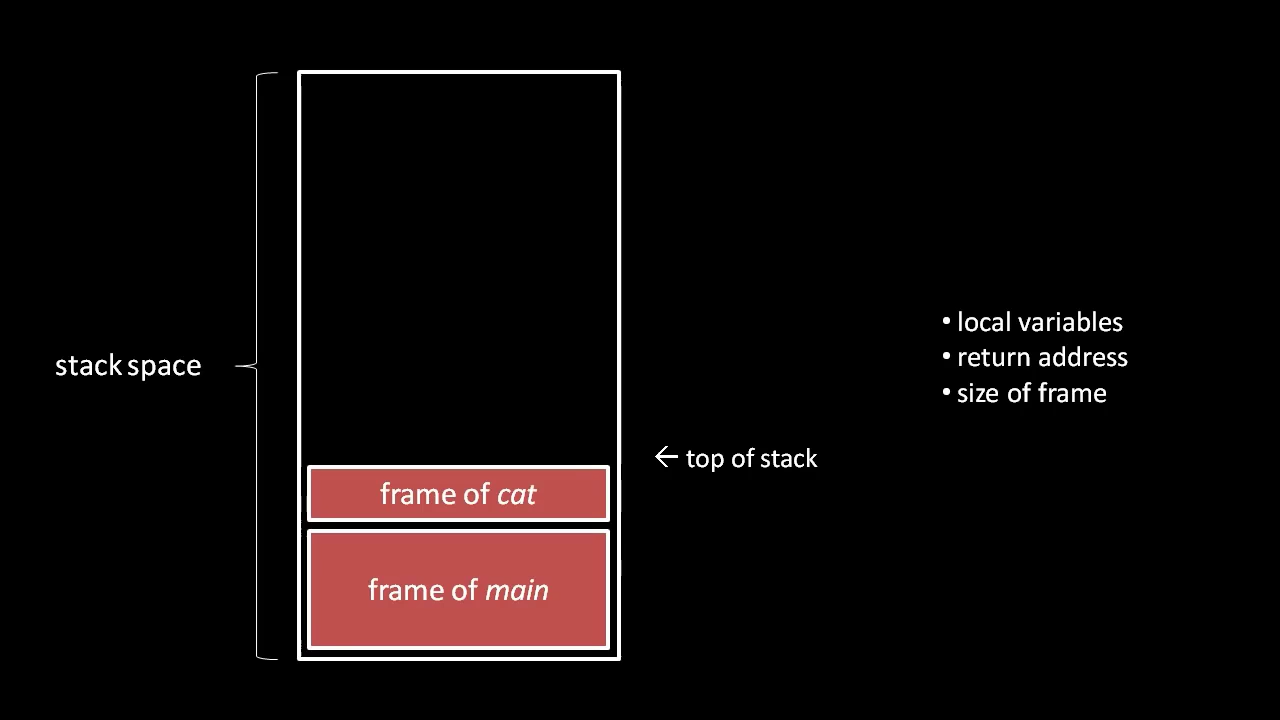 stack space
frame of cat
frame of main
← top of stack
• local variables
• return address
• size of frame